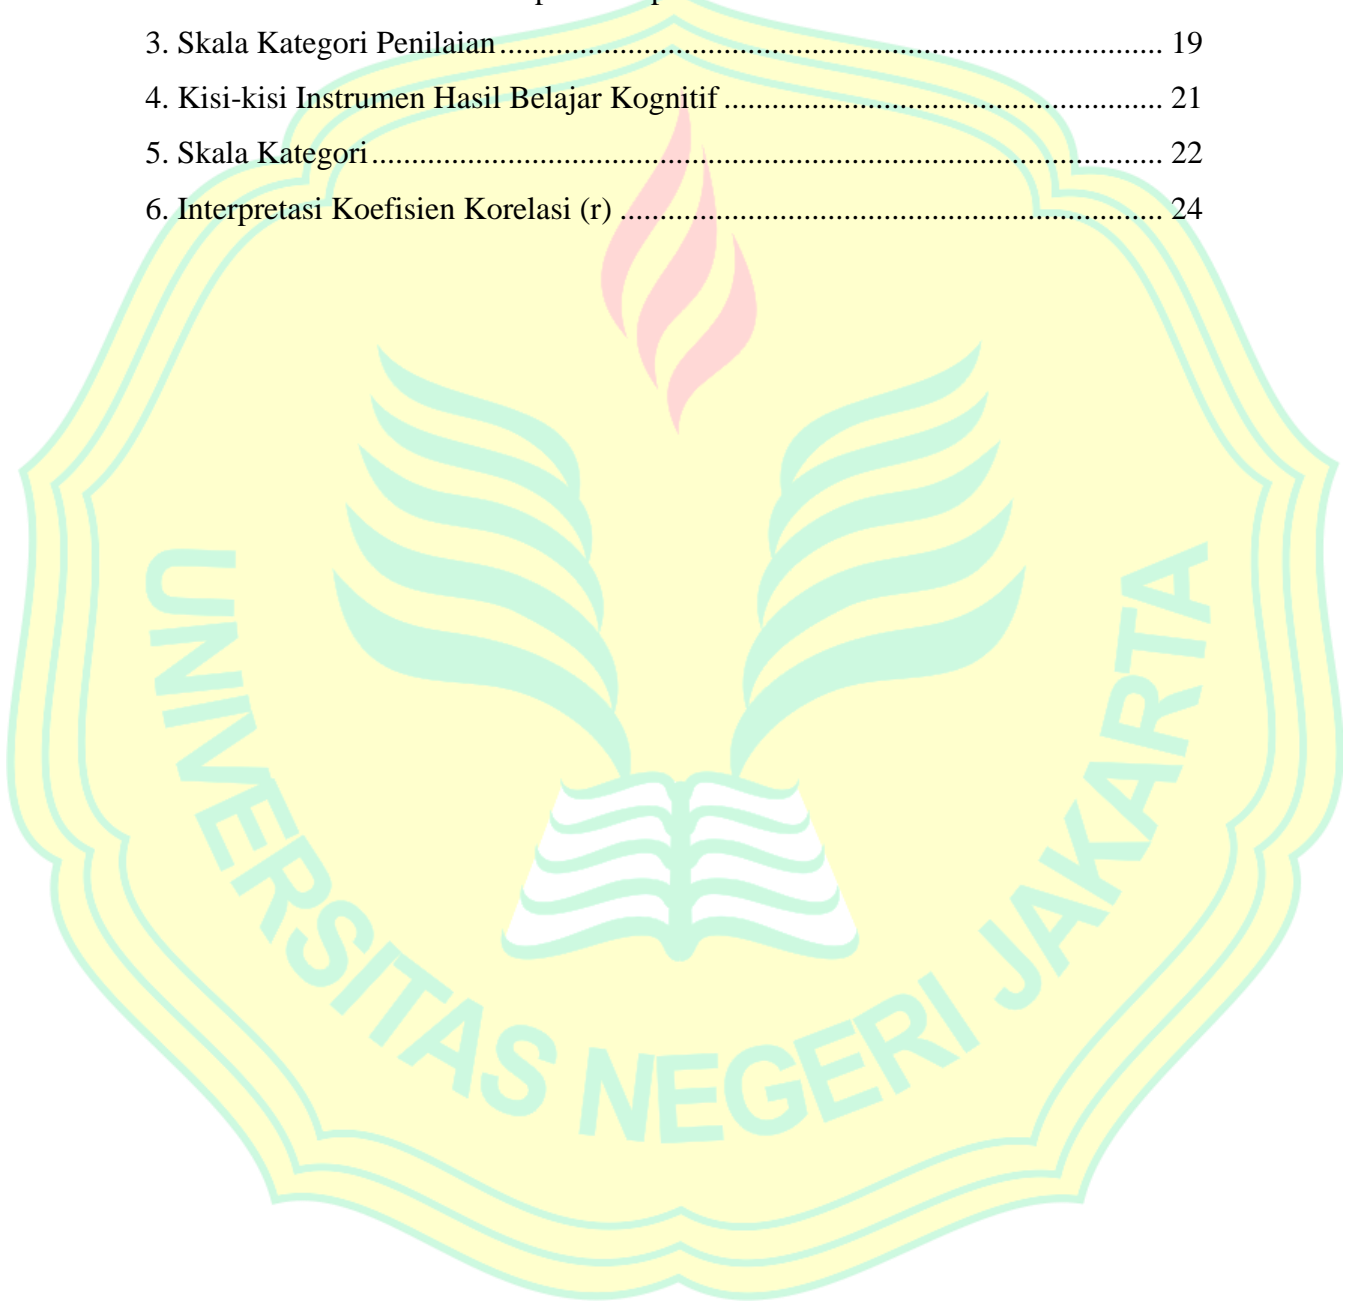 3. Skala Kategori Penilaian.................................................................................... 19
4. Kisi-kisi Instrumen Hasil Belajar Kognitif ....................................................... 21
5. Skala Kategori.................................................................................................... 22
6. Interpretasi Koefisien Korelasi (r) .................................................................... 24
UNIVERSITAS NEGERI JAKARTA